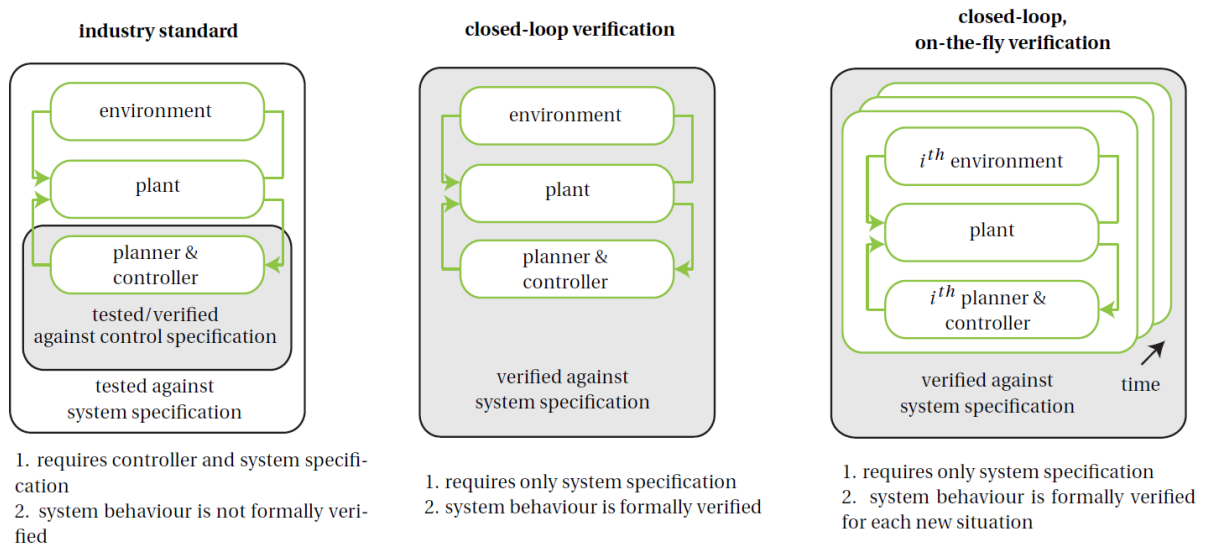 industry standard
environment
plant
planner &
controller
tested/verified
against control specification
tested against
system specification
1. requires controller and system specifi-
cation
2. system behaviour is not formally veri-
fied
closed-loop verification
environment
plant
planner &
controller
verified against
system specification
1. requires only system specification
2. system behaviour is formally verified
closed-loop,
on-the-fly verification
i^th environment
plant
i^th planner &
controller
verified against
system specification
time
1. requires only system specification
2. system behaviour is formally verified
for each new situation